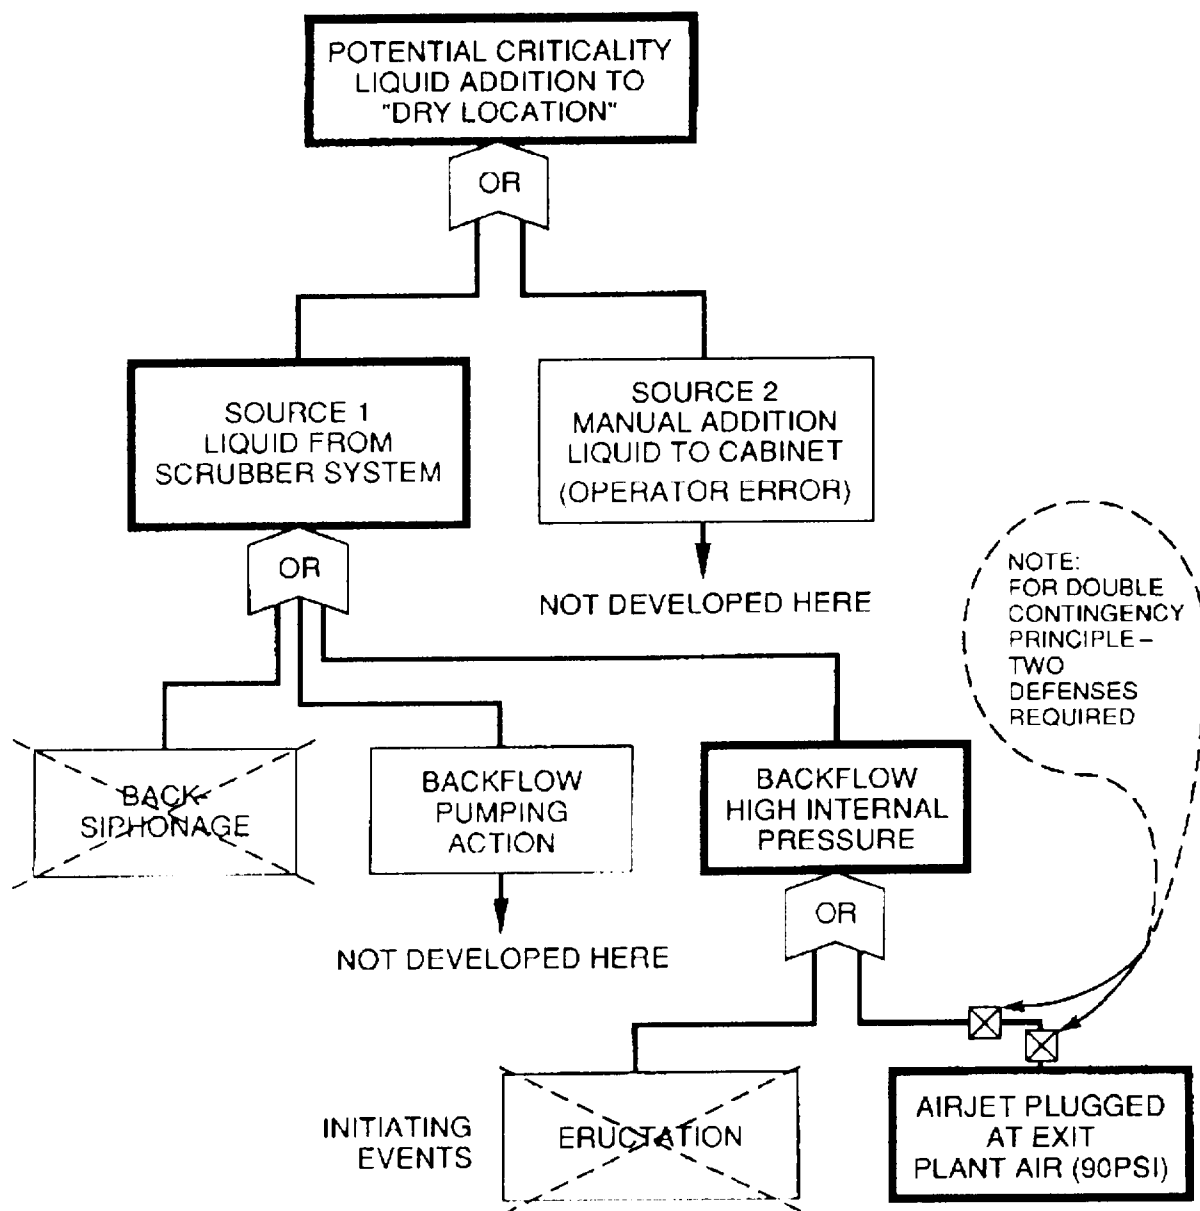 POTENTIAL CRITICALITY
LIQUID ADDITION TO
"DRY LOCATION"
OR
SOURCE 1
LIQUID FROM
SCRUBBER SYSTEM
SOURCE 2
MANUAL ADDITION
LIQUID TO CABINET
(OPERATOR ERROR)
OR
NOT DEVELOPED HERE
NOTE:
FOR DOUBLE
CONTINGENCY
PRINCIPLE–
TWO
DEFENSES
REQUIRED
BACK-
SIPHONAGE
BACKFLOW
PUMPING
ACTION
BACKFLOW
HIGH INTERNAL
PRESSURE
NOT DEVELOPED HERE
OR
INITIATING
EVENTS
ERUCTATION
AIRJET PLUGGED
AT EXIT
PLANT AIR (90PSI)